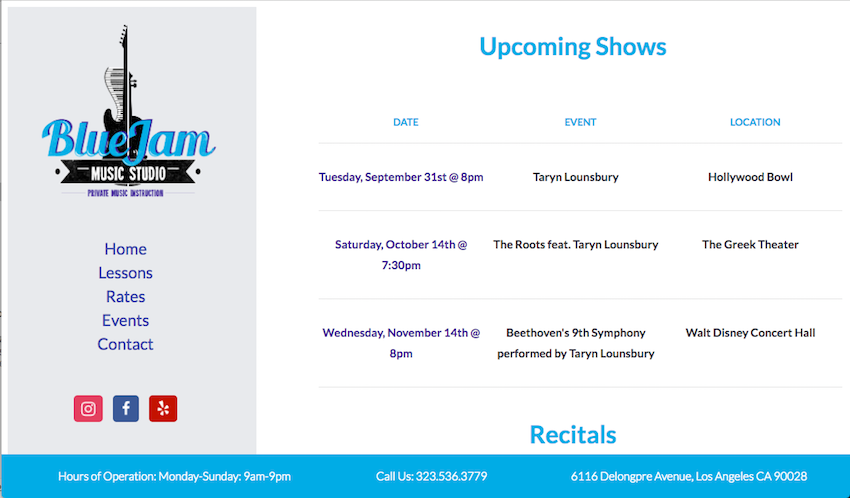 BlueJam
MUSIC STUDIO
PRIVATE MUSIC INSTRUCTION
Home
Lessons
Rates
Events
Contact
Upcoming Shows
DATE EVENT LOCATION
Tuesday, September 31st @ 8pm Taryn Lounsbury Hollywood Bowl
Saturday, October 14th @ The Roots feat. Taryn Lounsbury The Greek Theater
7:30pm
Wednesday, November 14th @ Beethoven's 9th Symphony Walt Disney Concert Hall
8pm performed by Taryn Lounsbury
Recitals
Hours of Operation: Monday-Sunday: 9am-9pm Call Us: 323.536.3779 6116 Delongpre Avenue, Los Angeles CA 90028